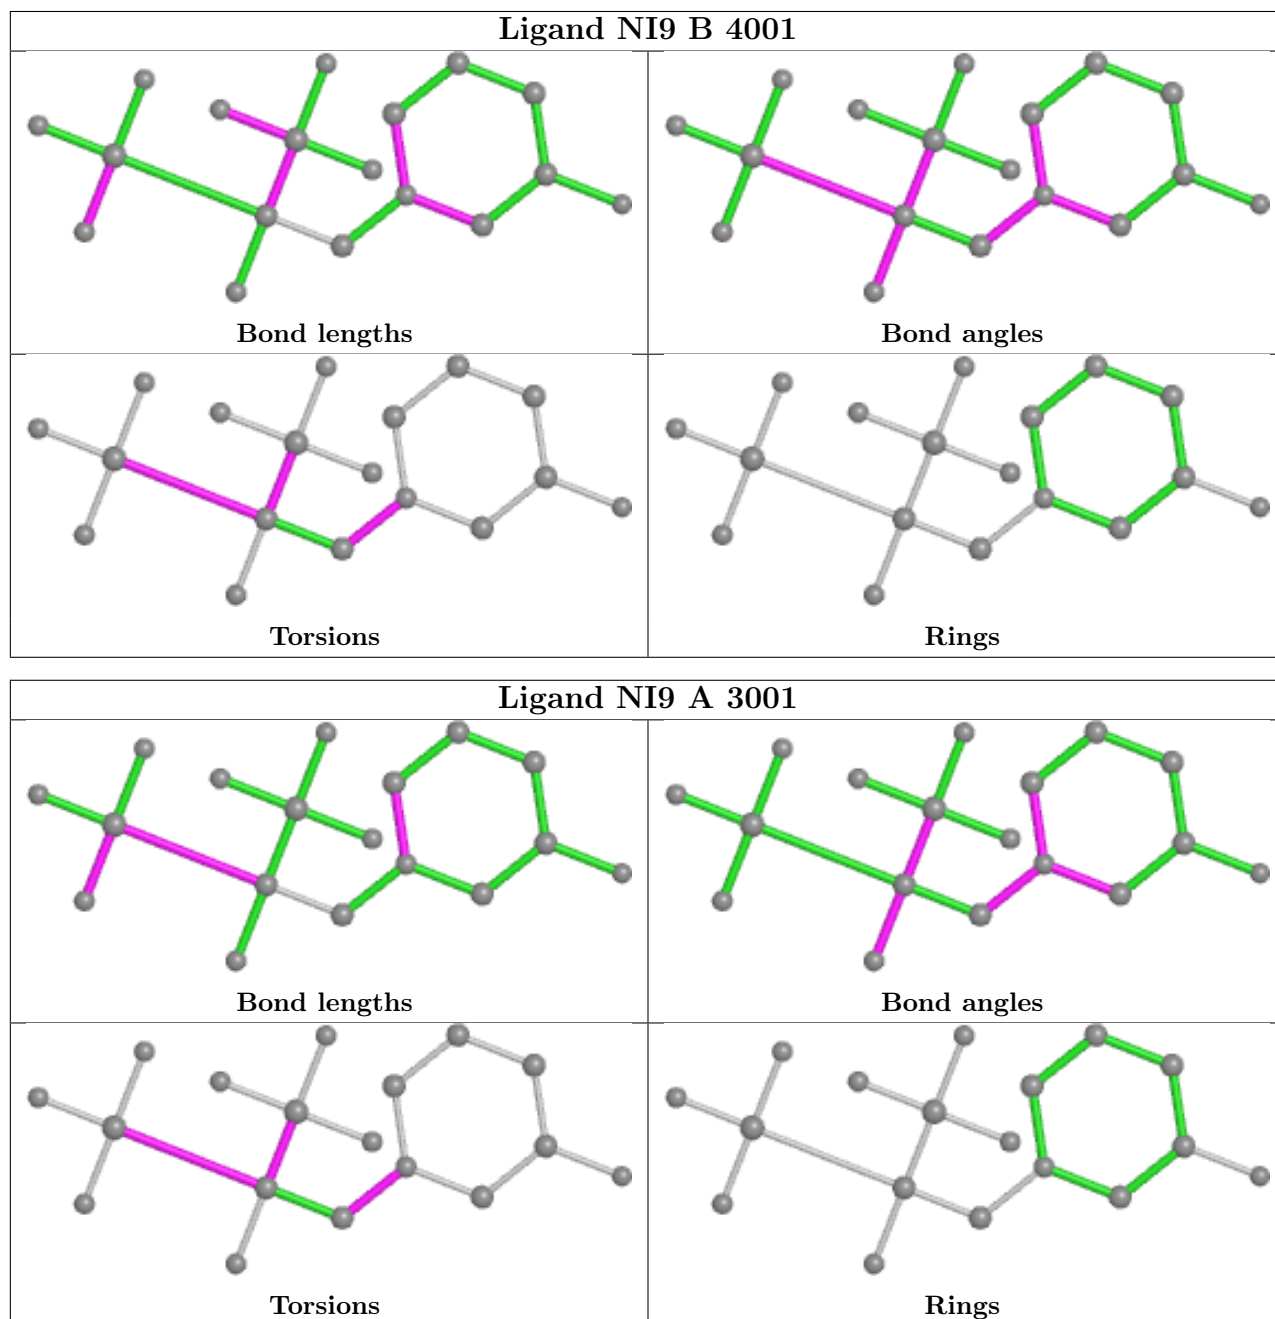 Ligand NI9 B 4001
Bond lengths
Bond angles
Torsions
Rings
Ligand NI9 A 3001
Bond lengths
Bond angles
Torsions
Rings